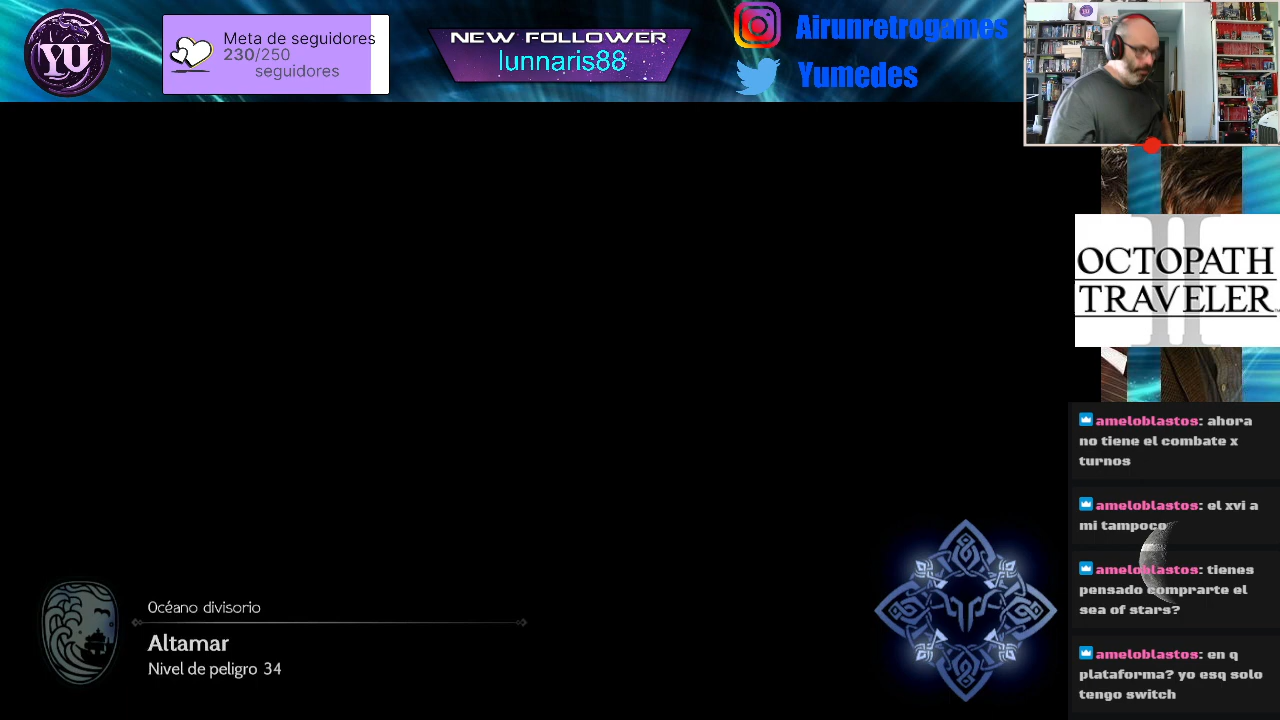 YU
Meta de seguidores
230/250
seguidores
NEW FOLLOWER
lunnaris88
Airunretrogames
Yumedes
OCTOPATH
TRAVELER
II
ameloblastos: ahora
no tiene el combate x
turnos
ameloblastos: el xvi a
mi tampoco
ameloblastos: tienes
pensado comprarte el
sea of stars?
ameloblastos: en q
plataforma? yo esq solo
tengo switch
Océano divisorio
Altamar
Nivel de peligro 34